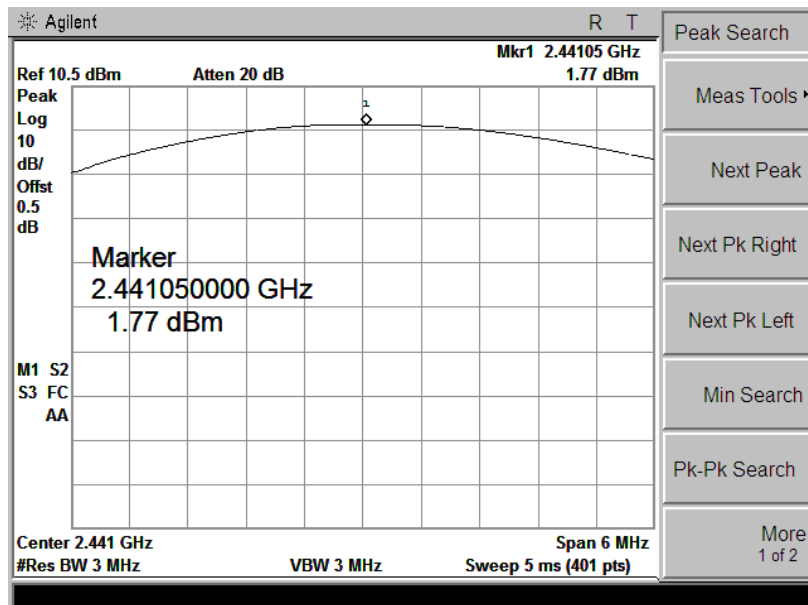 Agilent R T
Mkr1 2.44105 GHz
Ref 10.5 dBm Atten 20 dB 1.77 dBm
Peak
Log
10
dB/
Offst
0.5
dB
1
Marker
2.441050000 GHz
1.77 dBm
M1 S2
S3 FC
AA
Center 2.441 GHz Span 6 MHz
#Res BW 3 MHz VBW 3 MHz Sweep 5 ms (401 pts)
Peak Search
Meas Tools
Next Peak
Next Pk Right
Next Pk Left
Min Search
Pk-Pk Search
More
1 of 2